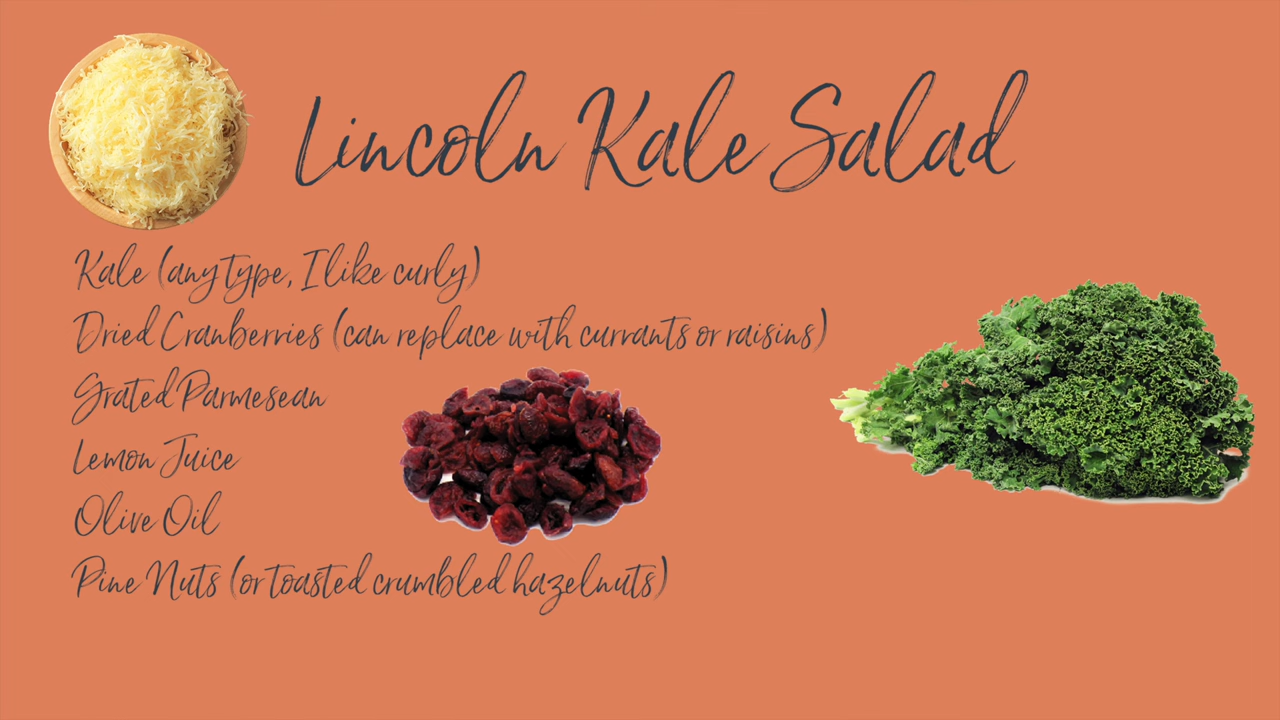 Lincoln Kale Salad
Kale (any type, I like curly)
Dried Cranberries (can replace with currants or raisins)
Grated Parmesean
Lemon Juice
Olive Oil
Pine Nuts (or toasted crumbled hazelnuts)